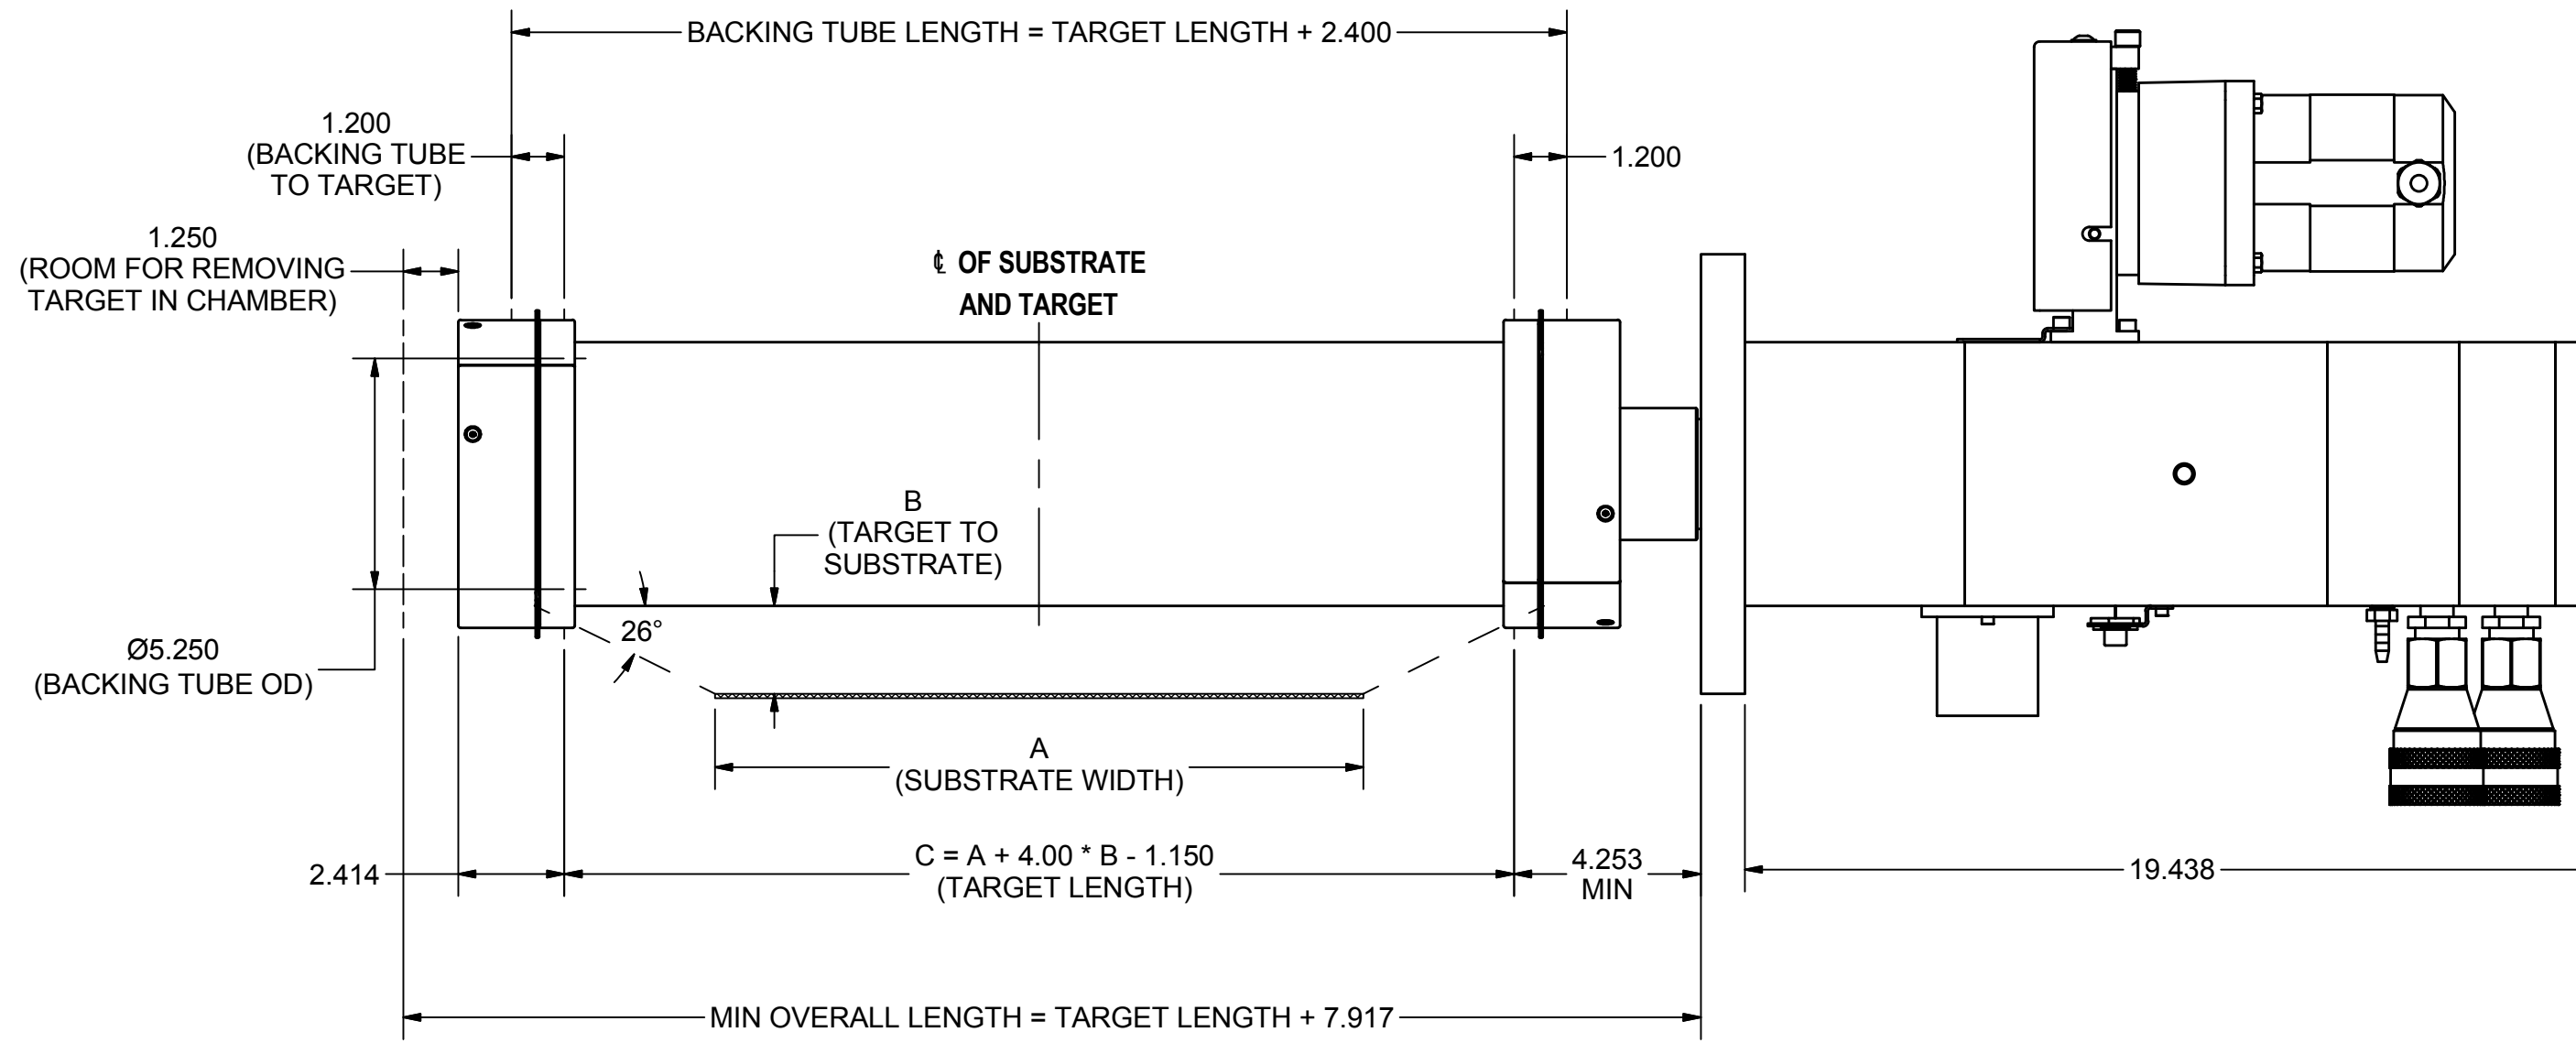 BACKING TUBE LENGTH = TARGET LENGTH + 2.400
1.200
(BACKING TUBE
TO TARGET)
1.200
1.250
(ROOM FOR REMOVING
TARGET IN CHAMBER)
℄ OF SUBSTRATE
AND TARGET
B
(TARGET TO
SUBSTRATE)
26°
Ø5.250
(BACKING TUBE OD)
A
(SUBSTRATE WIDTH)
2.414
C = A + 4.00 * B - 1.150
(TARGET LENGTH)
4.253
MIN
19.438
MIN OVERALL LENGTH = TARGET LENGTH + 7.917